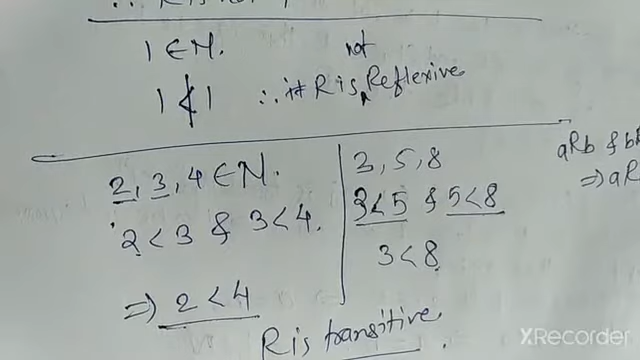 1 ∈ N.
1 ≮ 1 ∴ R is not Reflexive
2, 3, 4 ∈ N.
2 < 3 & 3 < 4.
⇒ 2 < 4
3, 5, 8
3 < 5 & 5 < 8
3 < 8
aRb & b
⇒ aR
R is transitive.
XRecorder